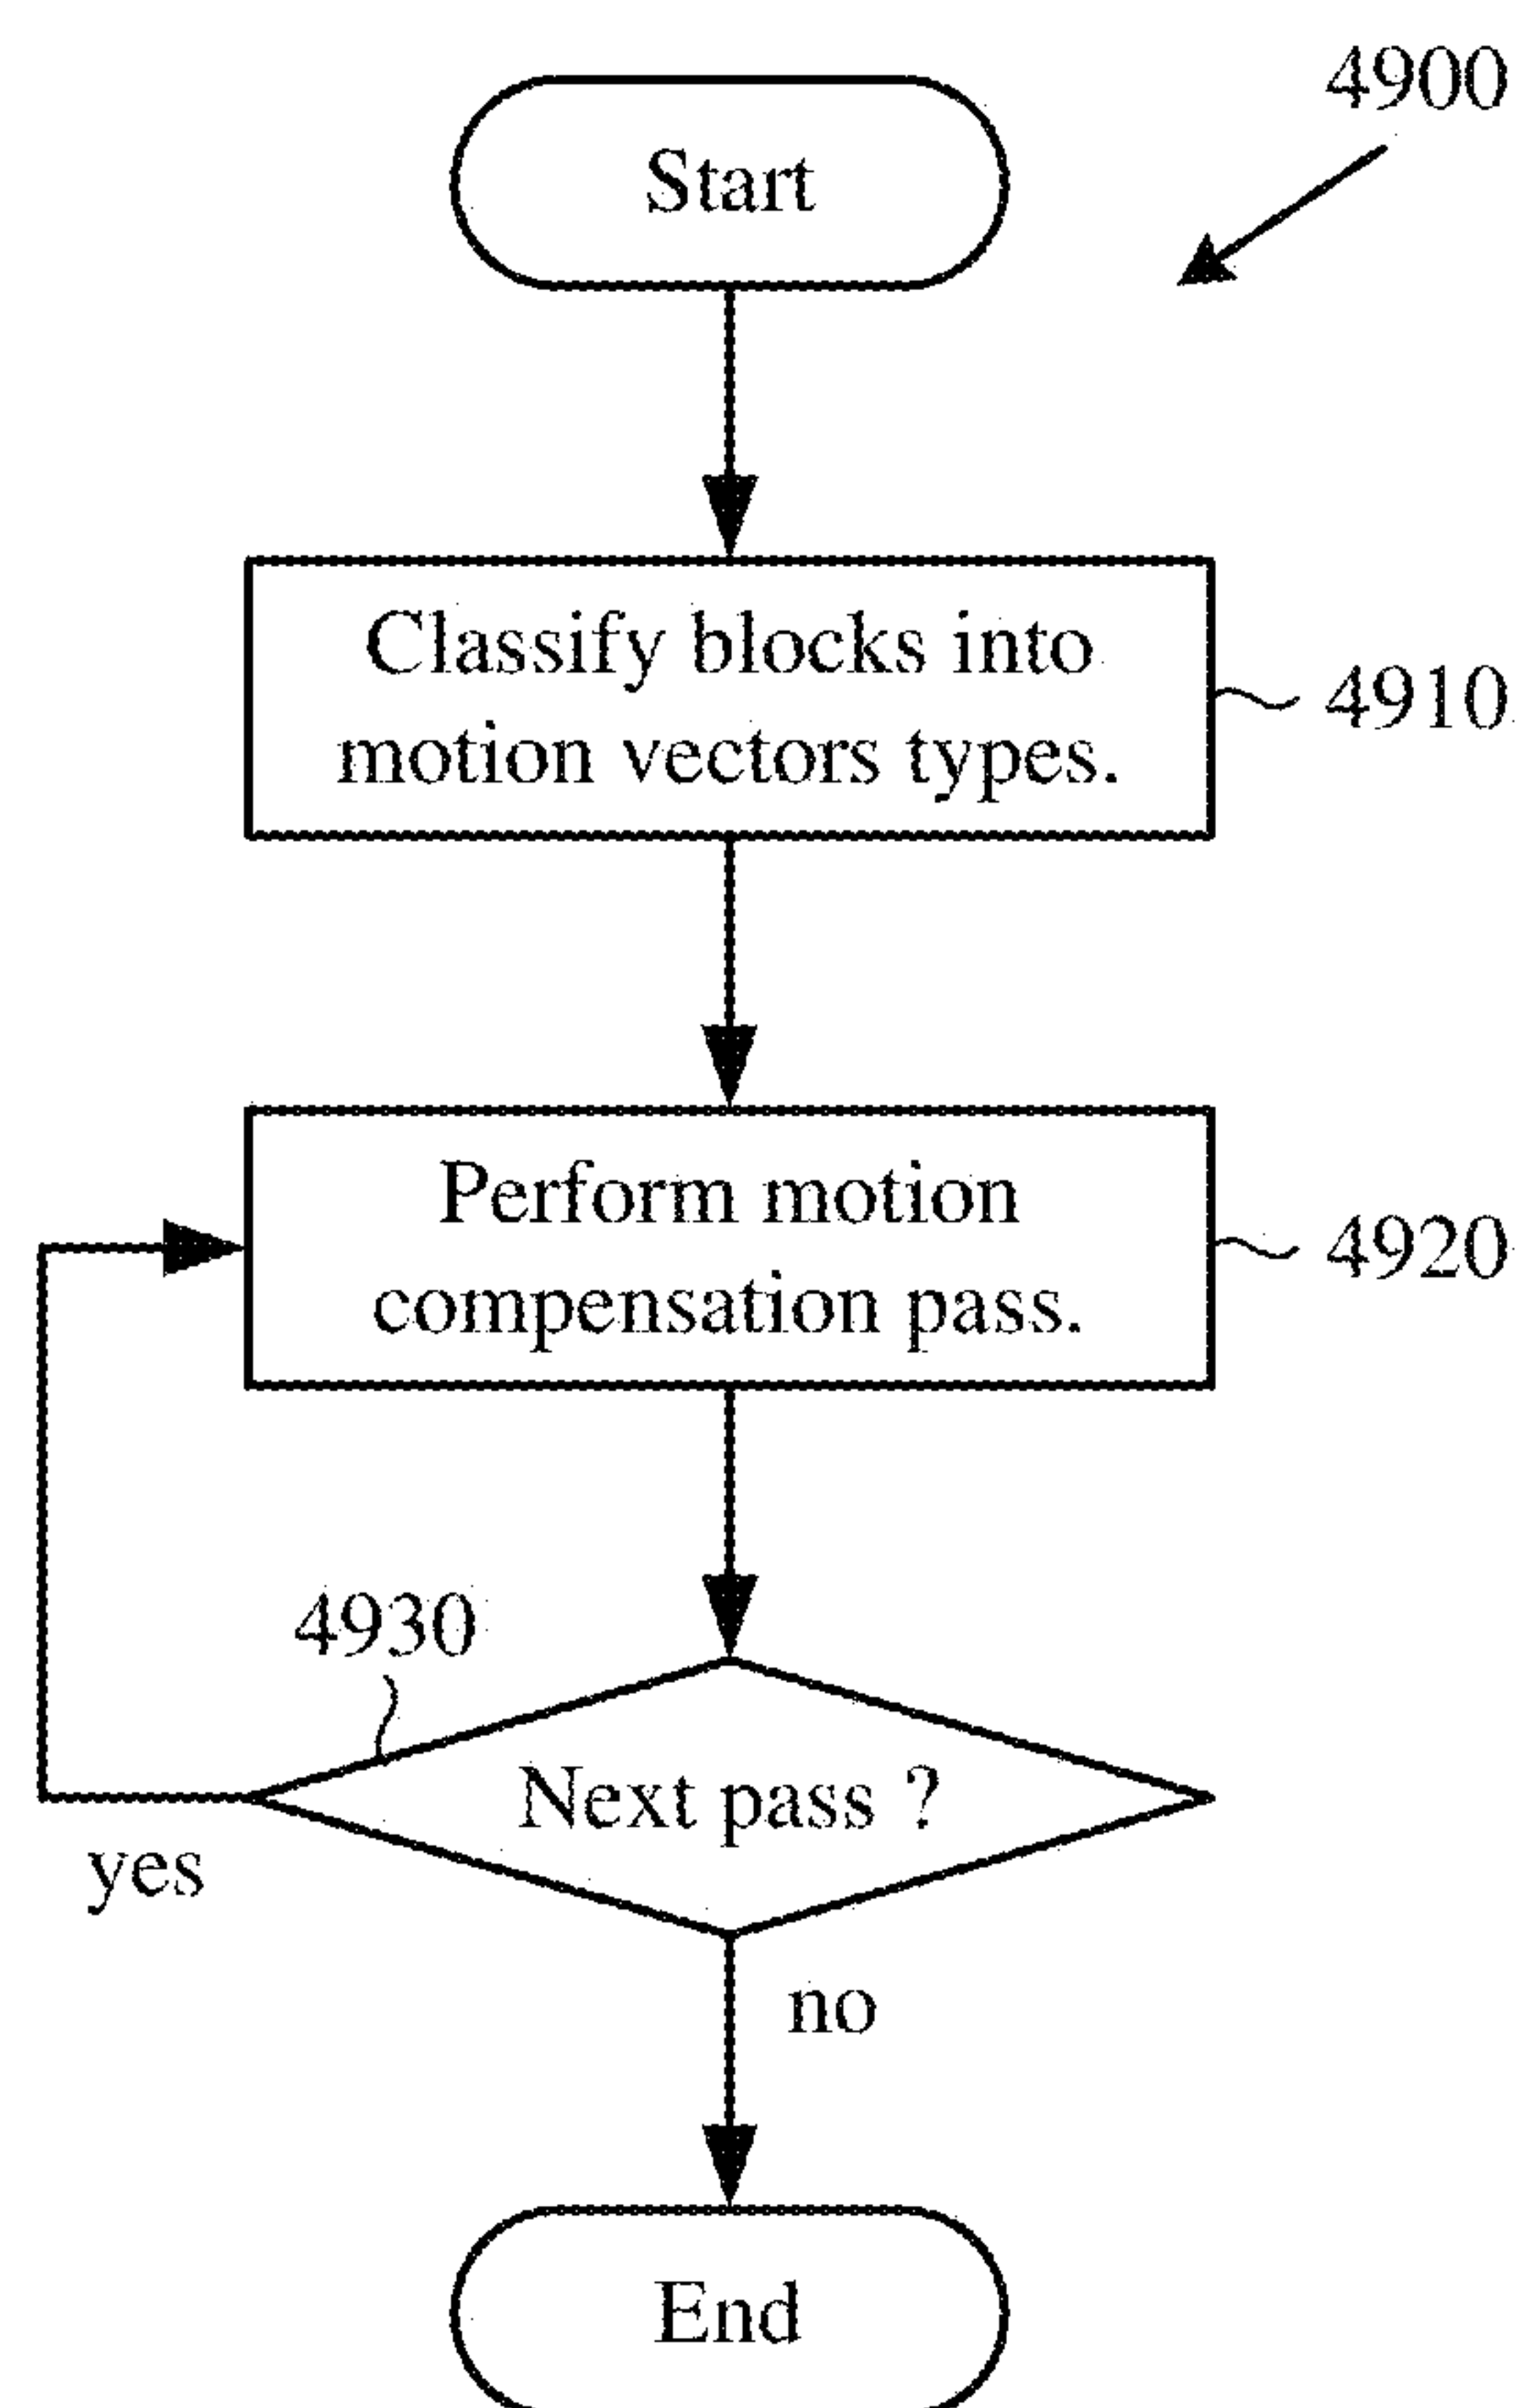 4900
Start
Classify blocks into
motion vectors types.
4910
Perform motion
compensation pass.
4920
4930
Next pass ?
yes
no
End